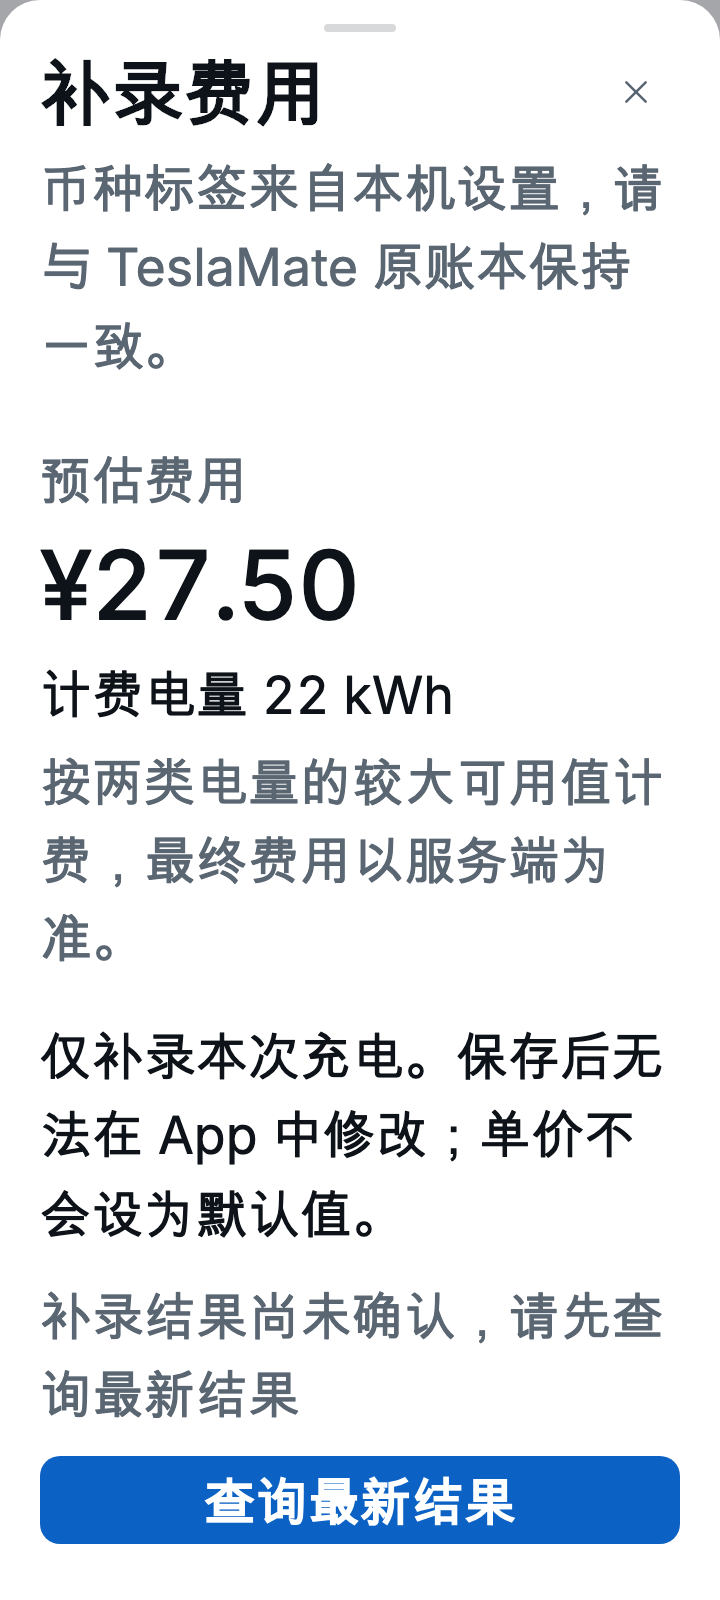 补录费用
币种标签来自本机设置，请
与 TeslaMate 原账本保持
一致。
预估费用
¥27.50
计费电量 22 kWh
按两类电量的较大可用值计
费，最终费用以服务端为
准。
仅补录本次充电。保存后无
法在 App 中修改；单价不
会设为默认值。
补录结果尚未确认，请先查
询最新结果
查询最新结果